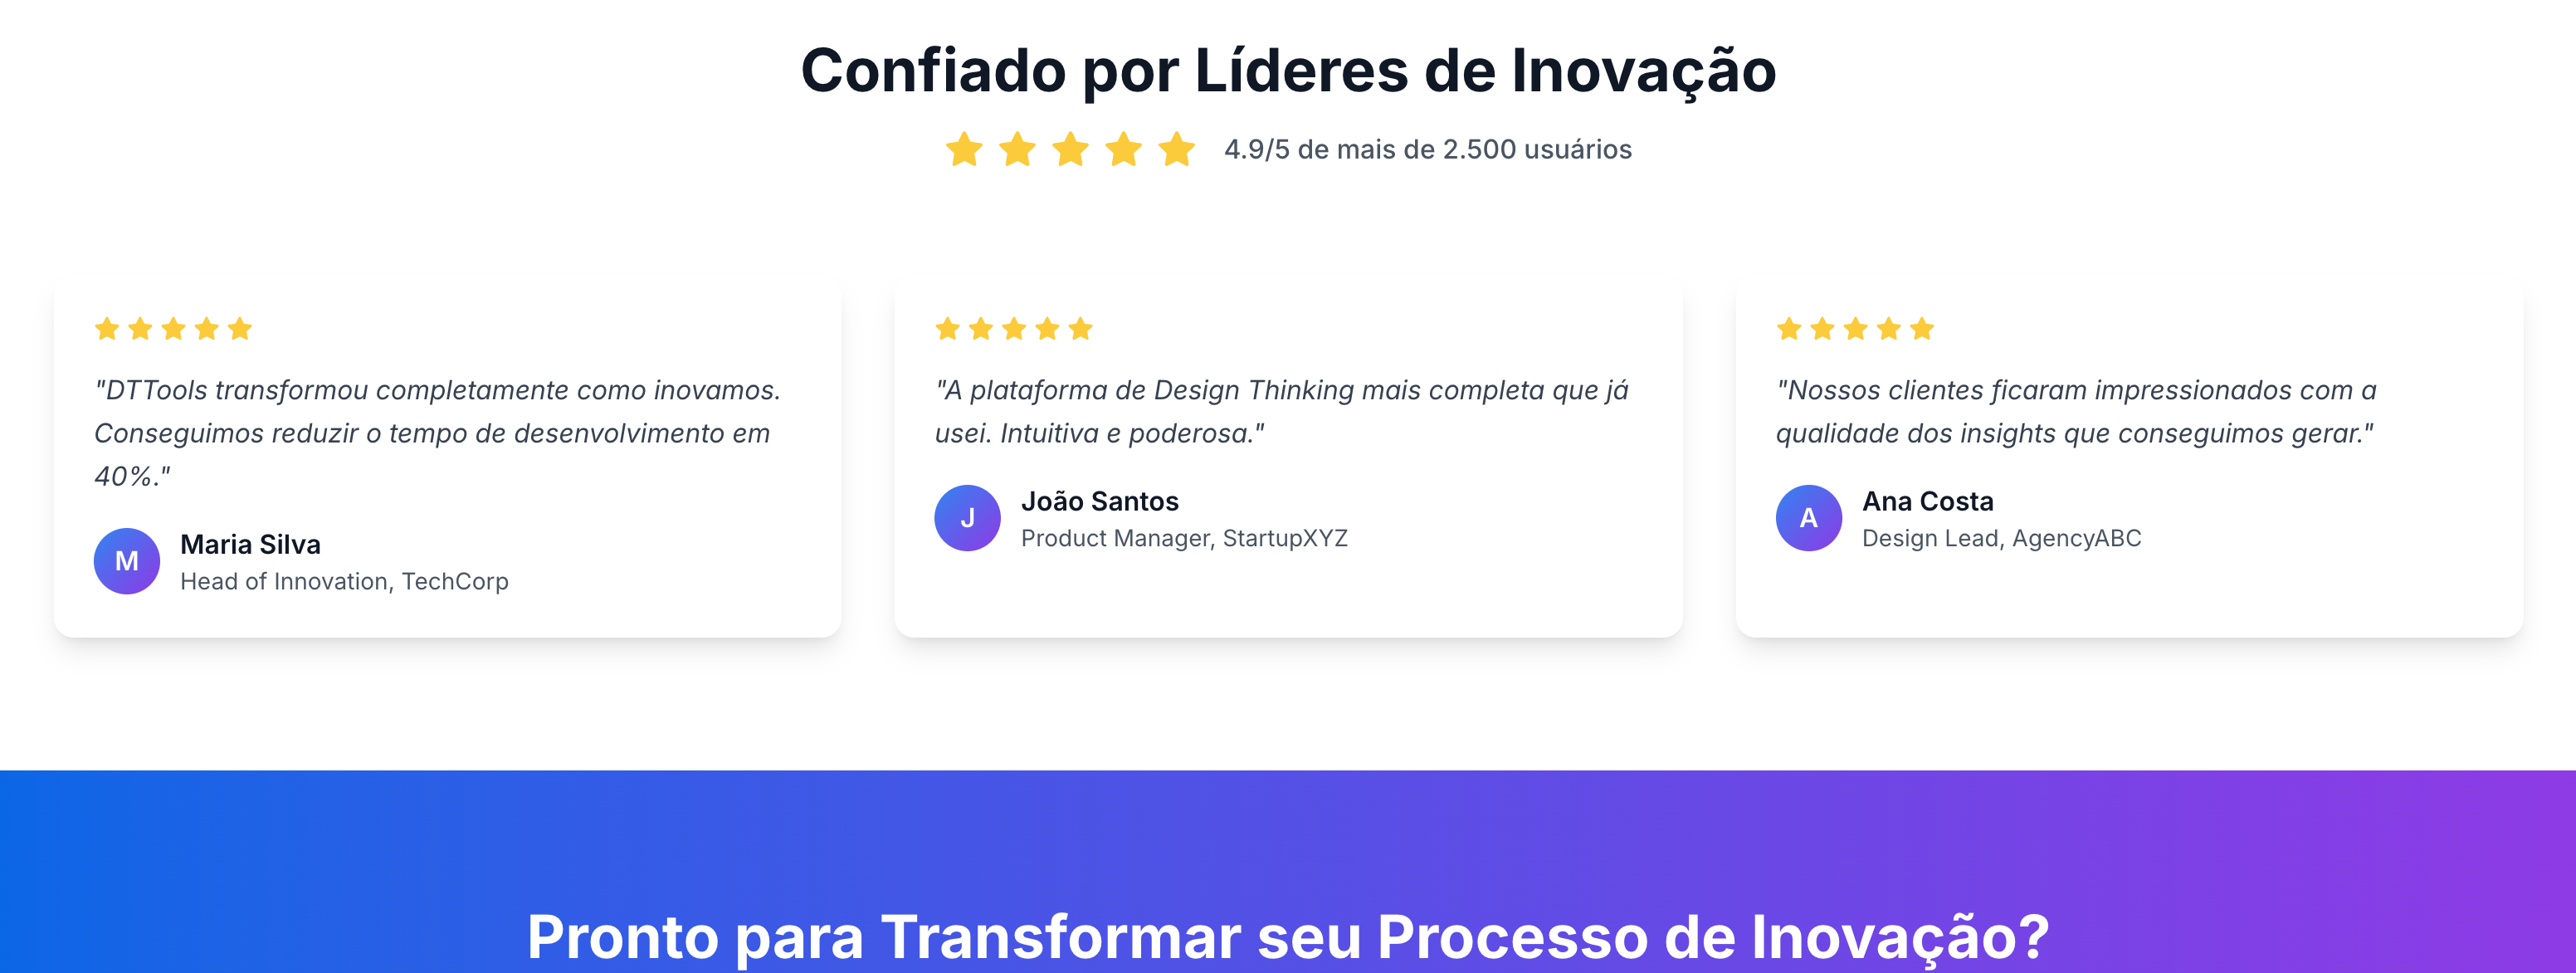 Confiado por Líderes de Inovação
4.9/5 de mais de 2.500 usuários
"DTTools transformou completamente como inovamos.
Conseguimos reduzir o tempo de desenvolvimento em
40%."
M
Maria Silva
Head of Innovation, TechCorp
"A plataforma de Design Thinking mais completa que já
usei. Intuitiva e poderosa."
J
João Santos
Product Manager, StartupXYZ
"Nossos clientes ficaram impressionados com a
qualidade dos insights que conseguimos gerar."
A
Ana Costa
Design Lead, AgencyABC
Pronto para Transformar seu Processo de Inovação?